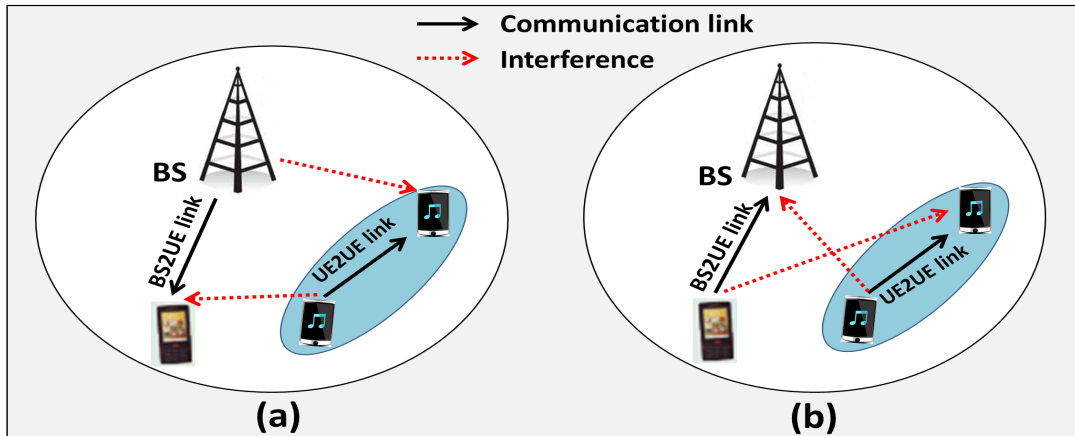 Communication link
Interference
BS
BS2UE link
UE2UE link
(a)
BS
BS2UE link
UE2UE link
(b)